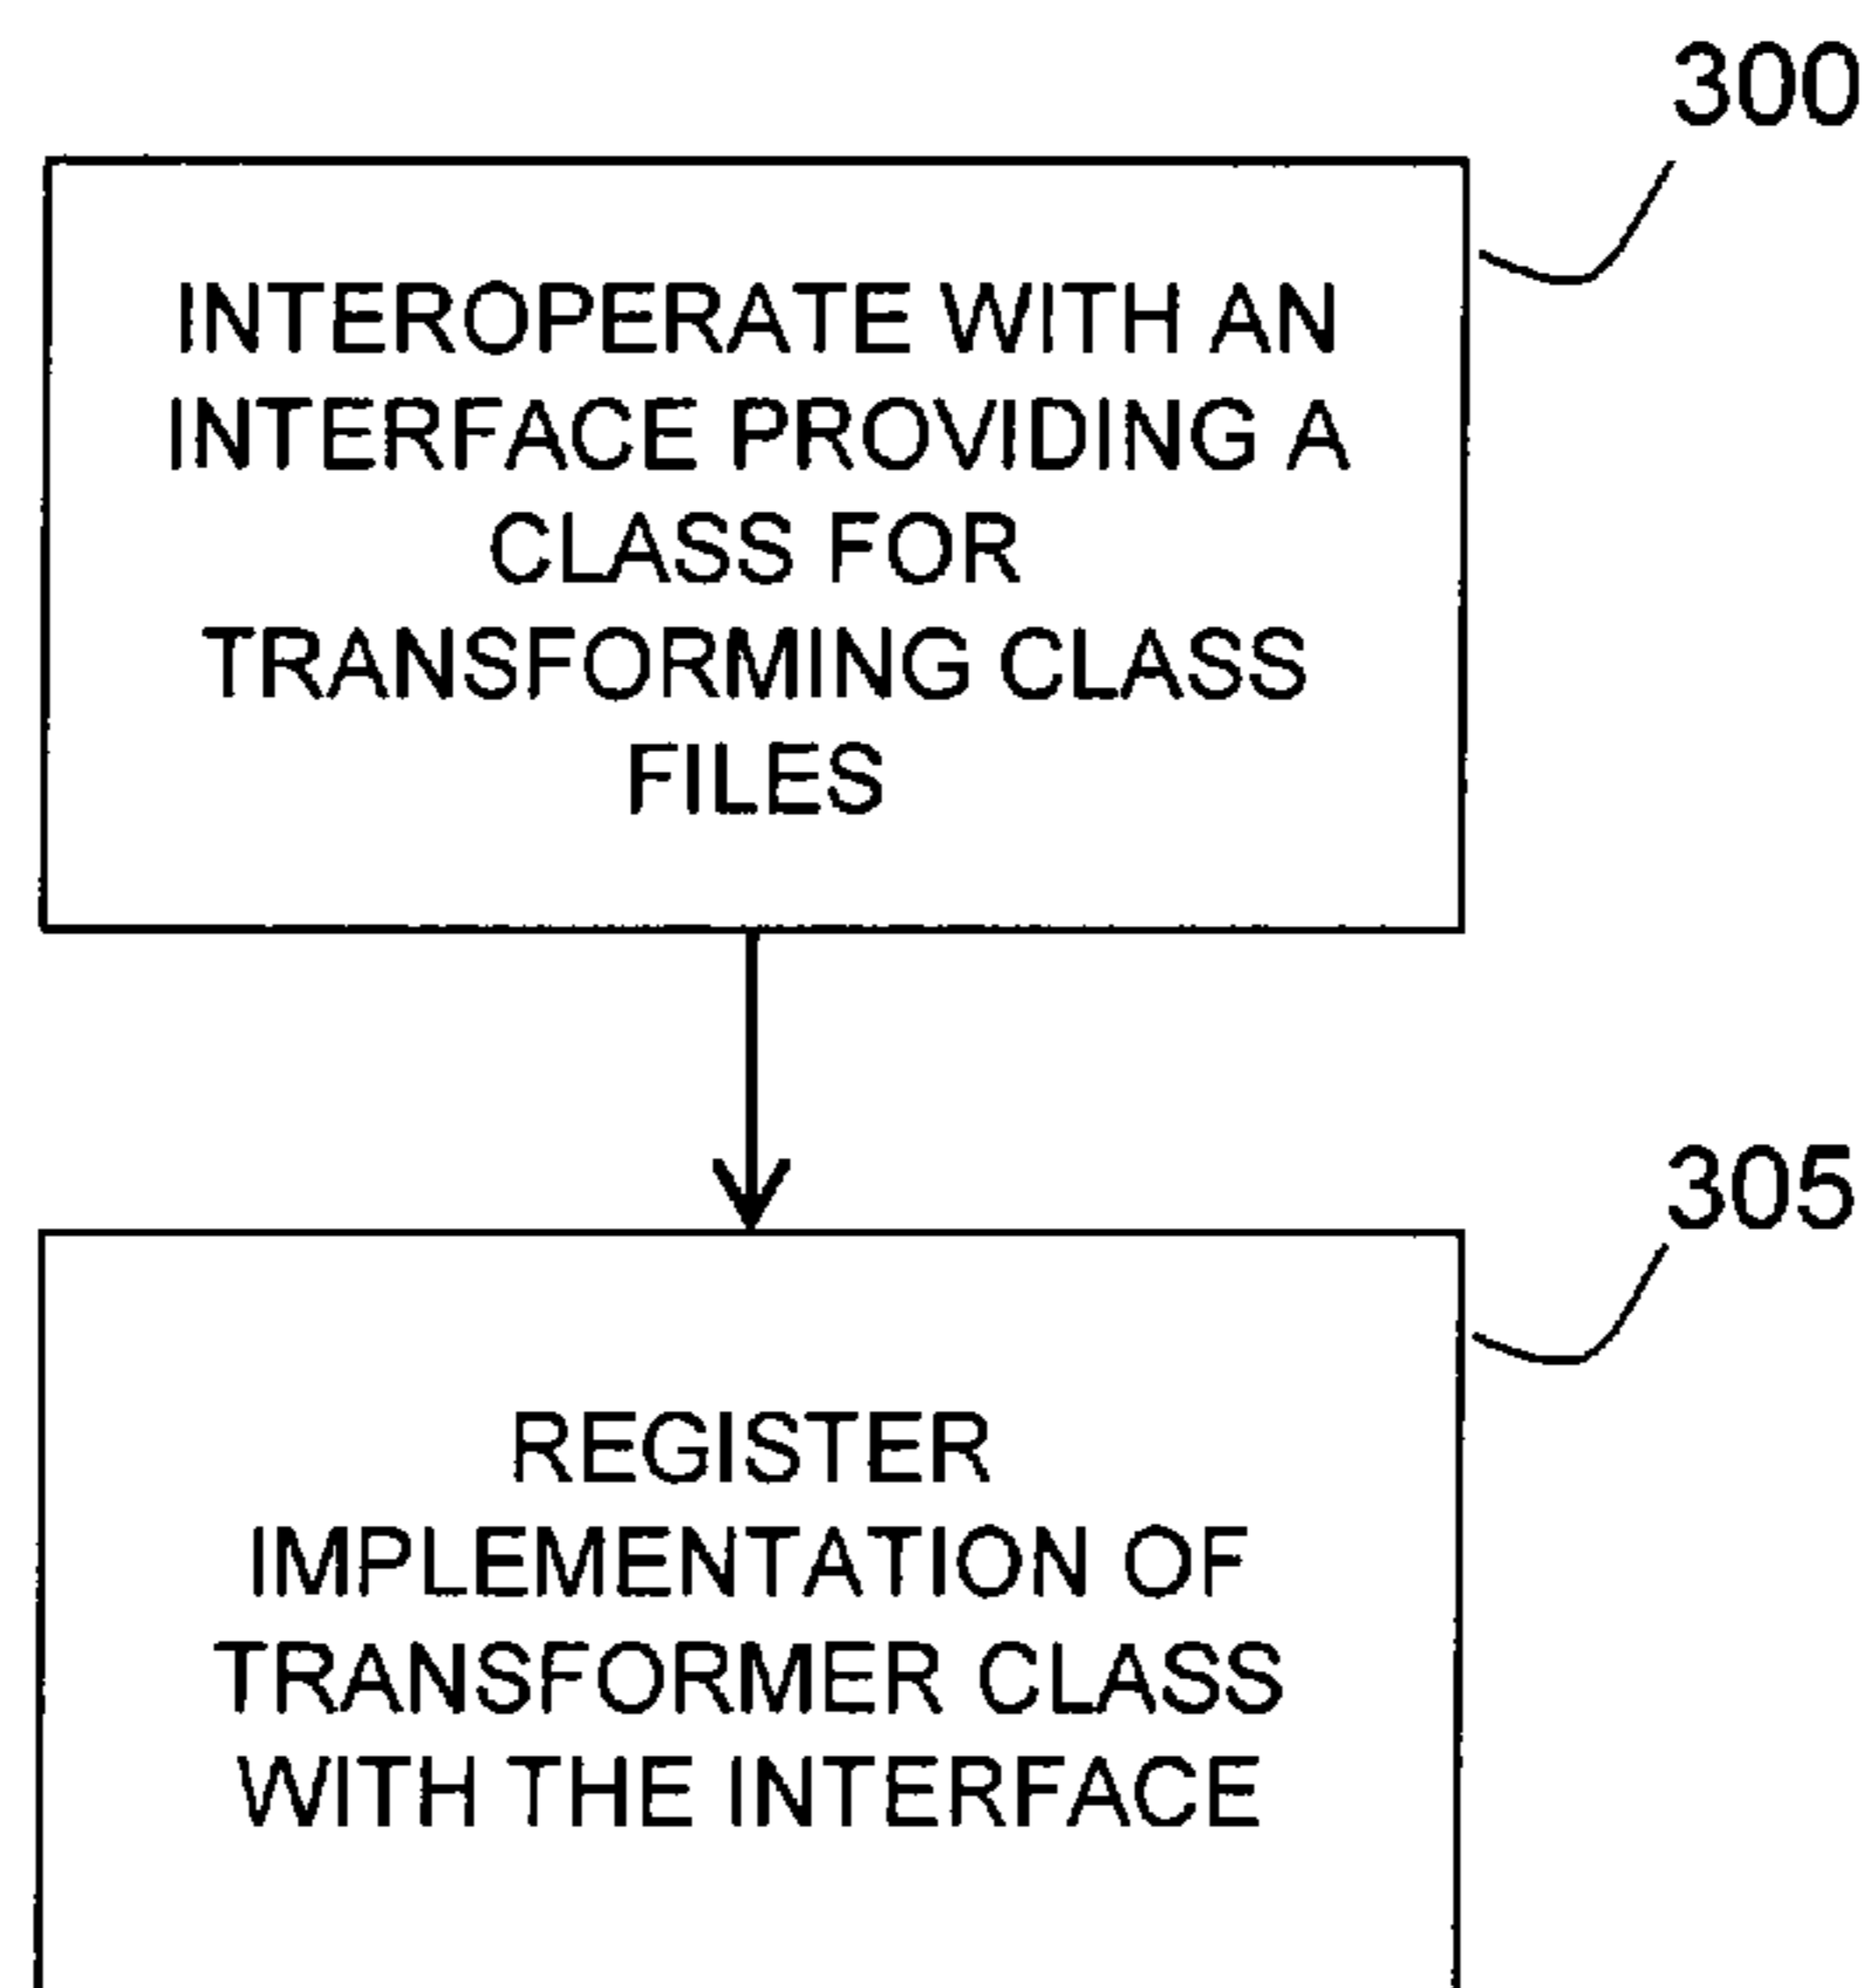 300
INTEROPERATE WITH AN
INTERFACE PROVIDING A
CLASS FOR
TRANSFORMING CLASS
FILES
305
REGISTER
IMPLEMENTATION OF
TRANSFORMER CLASS
WITH THE INTERFACE